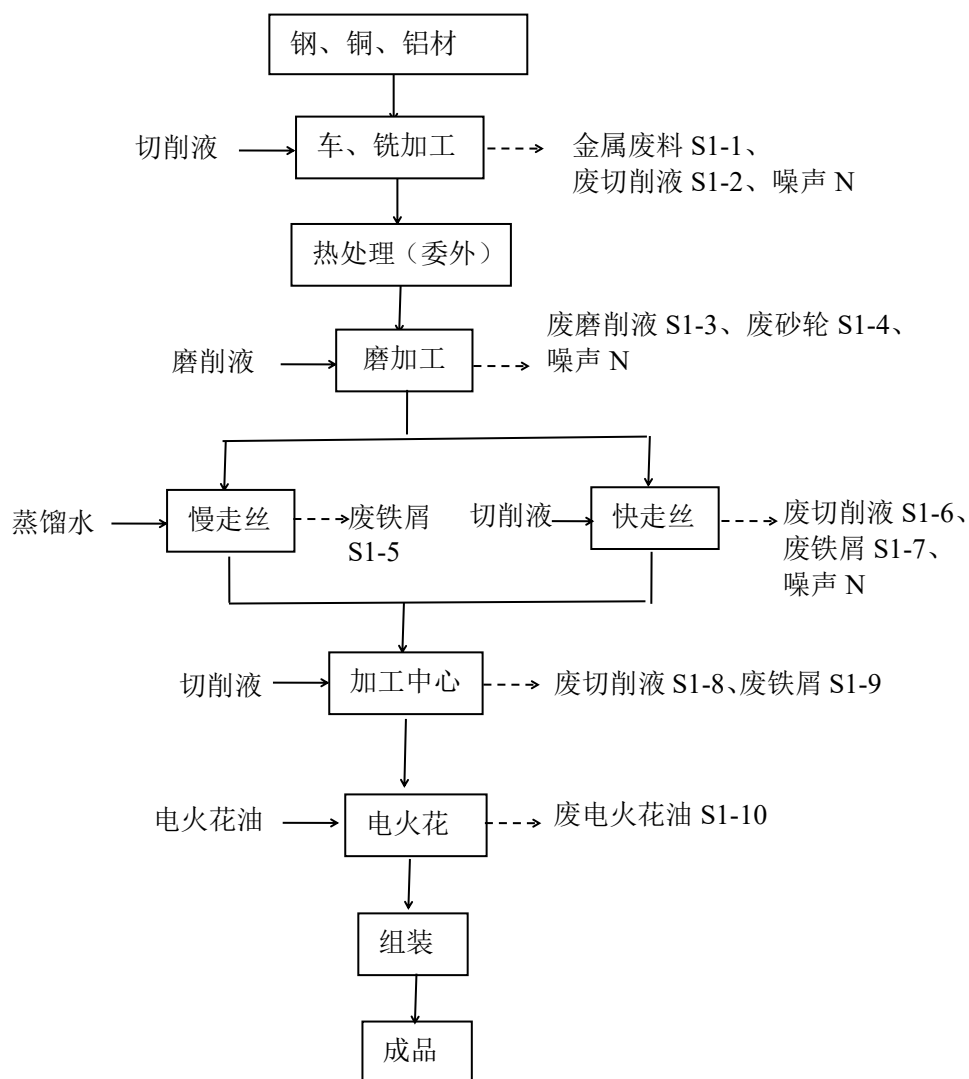 钢、铜、铝材
切削液
车、铣加工
金属废料 S1-1、
废切削液 S1-2、噪声 N
热处理（委外）
磨削液
磨加工
废磨削液 S1-3、废砂轮 S1-4、
噪声 N
蒸馏水
慢走丝
废铁屑
S1-5
切削液
快走丝
废切削液 S1-6、
废铁屑 S1-7、
噪声 N
切削液
加工中心
废切削液 S1-8、废铁屑 S1-9
电火花油
电火花
废电火花油 S1-10
组装
成品